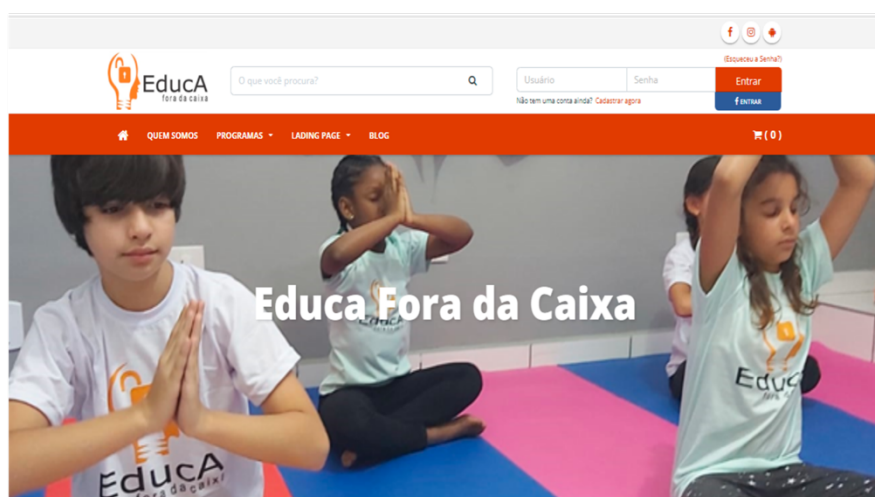 (Esqueceu a Senha?)
EducA
fora da caixa
O que você procura?
Usuário
Senha
Entrar
Não tem uma conta ainda? Cadastrar agora
f ENTRAR
QUEM SOMOS
PROGRAMAS
LADING PAGE
BLOG
( 0 )
Educa Fora da Caixa
EducA
fora da caixa